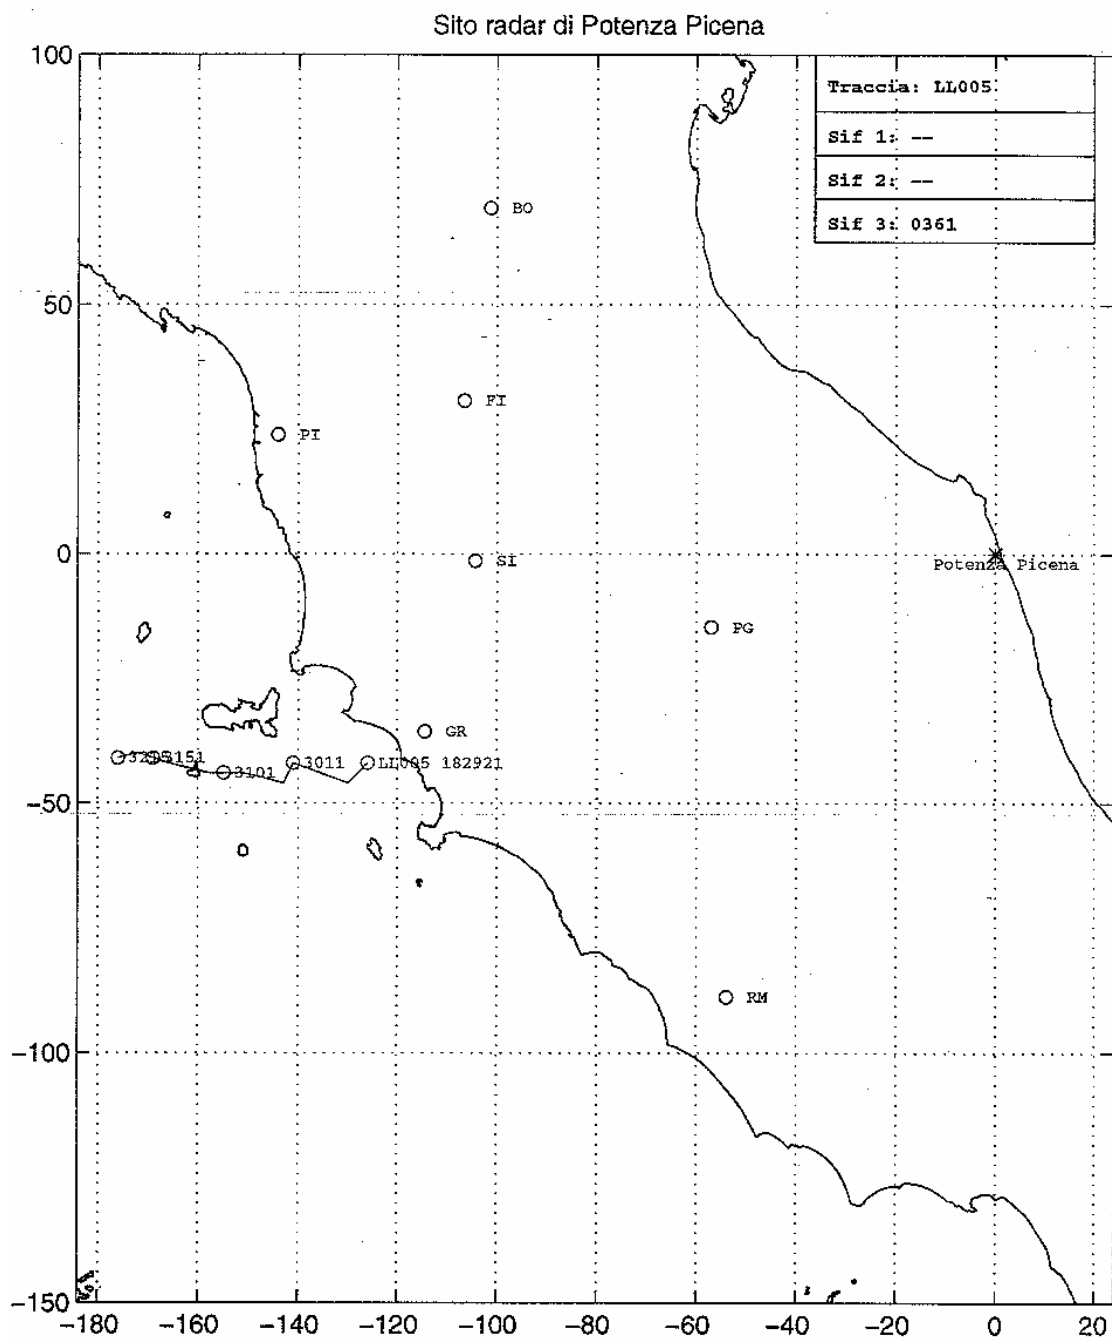 Sito radar di Potenza Picena
100
Traccia: LL005
Sif 1: --
Sif 2: --
Sif 3: 0361
BO
50
FI
PI
0
SI
Potenza Picena
PG
GR
3151
3101
3011
LL005 182921
-50
RM
-100
-150
-180 -160 -140 -120 -100 -80 -60 -40 -20 0 20